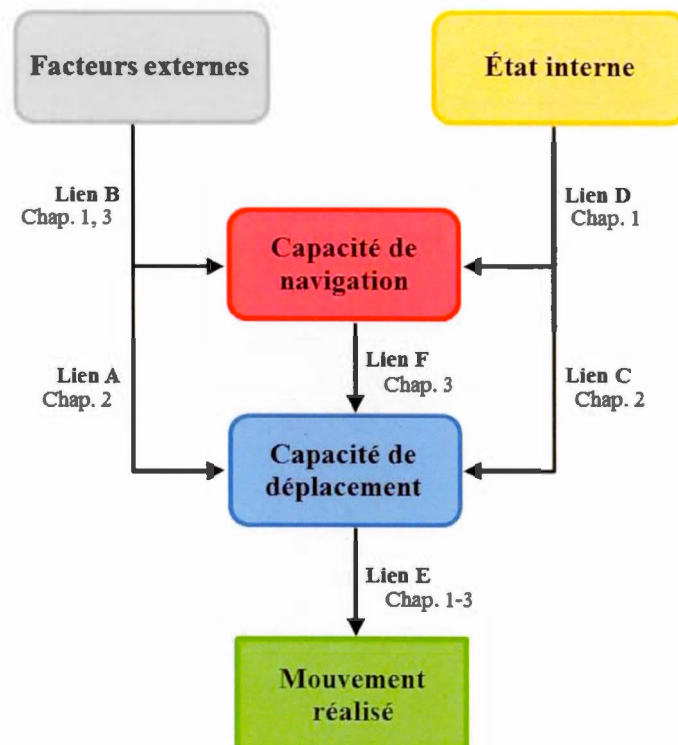 Facteurs externes
État interne
Lien B
Chap. 1, 3
Lien D
Chap. 1
Capacité de
navigation
Lien A
Chap. 2
Lien F
Chap. 3
Lien C
Chap. 2
Capacité de
déplacement
Lien E
Chap. 1-3
Mouvement
réalisé